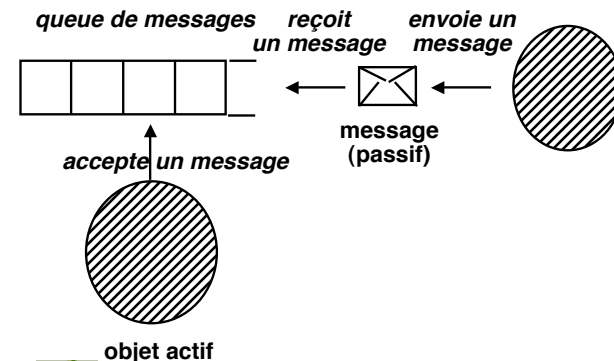 queue de messages
reçoit
un message
envoie un
message
message
(passif)
accepte un message
objet actif